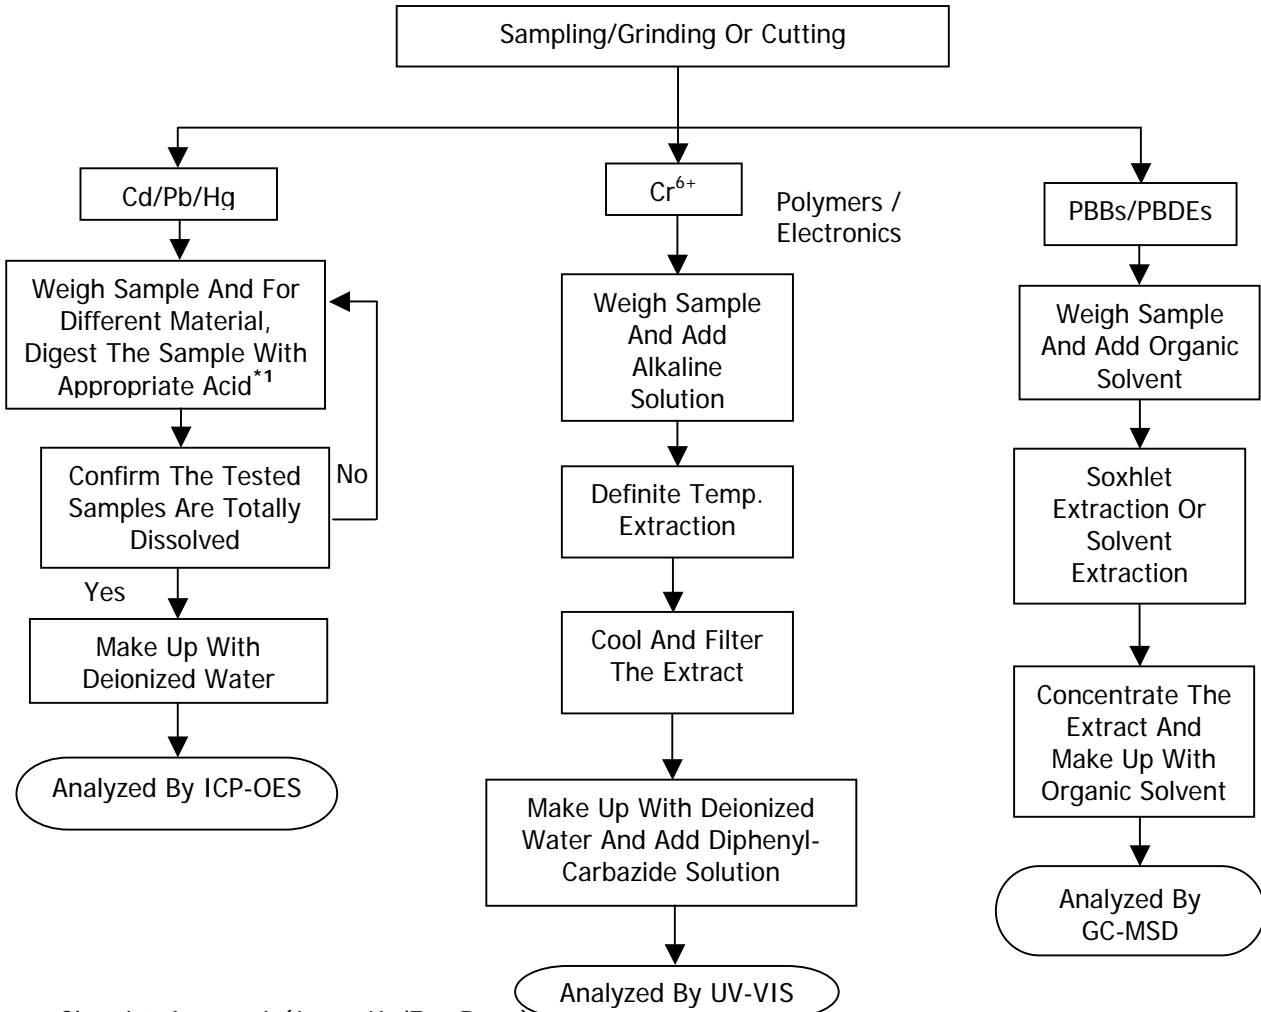 Sampling/Grinding Or Cutting
Cd/Pb/Hg
Weigh Sample And For
Different Material,
Digest The Sample With
Appropriate Acid*1
Confirm The Tested
Samples Are Totally
Dissolved
No
Yes
Make Up With
Deionized Water
Analyzed By ICP-OES
Cr6+
Polymers /
Electronics
Weigh Sample
And Add
Alkaline
Solution
Definite Temp.
Extraction
Cool And Filter
The Extract
Make Up With Deionized
Water And Add Diphenyl-
Carbazide Solution
Analyzed By UV-VIS
PBBs/PBDEs
Weigh Sample
And Add Organic
Solvent
Soxhlet
Extraction Or
Solvent
Extraction
Concentrate The
Extract And
Make Up With
Organic Solvent
Analyzed By
GC-MSD